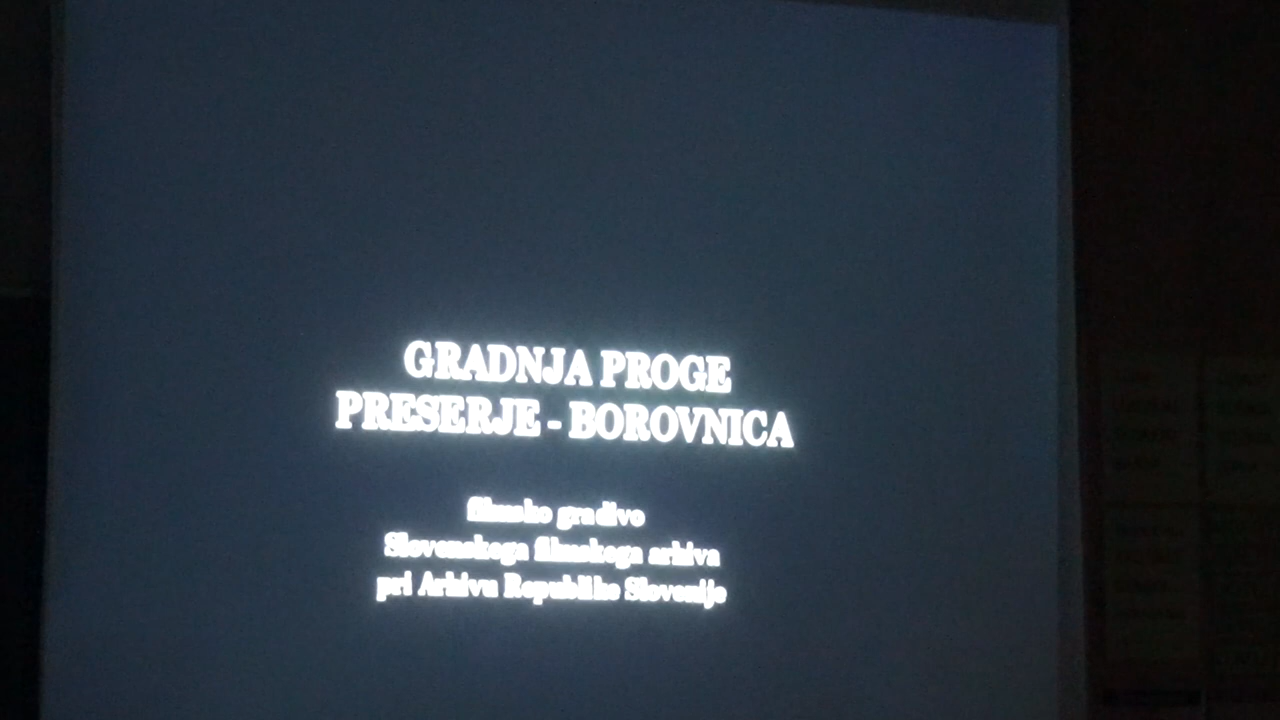 GRADNJA PROGE
PRESERJE - BOROVNICA
filmsko gradivo
Slovenskega filmskega arhiva
pri Arhivu Republike Slovenije